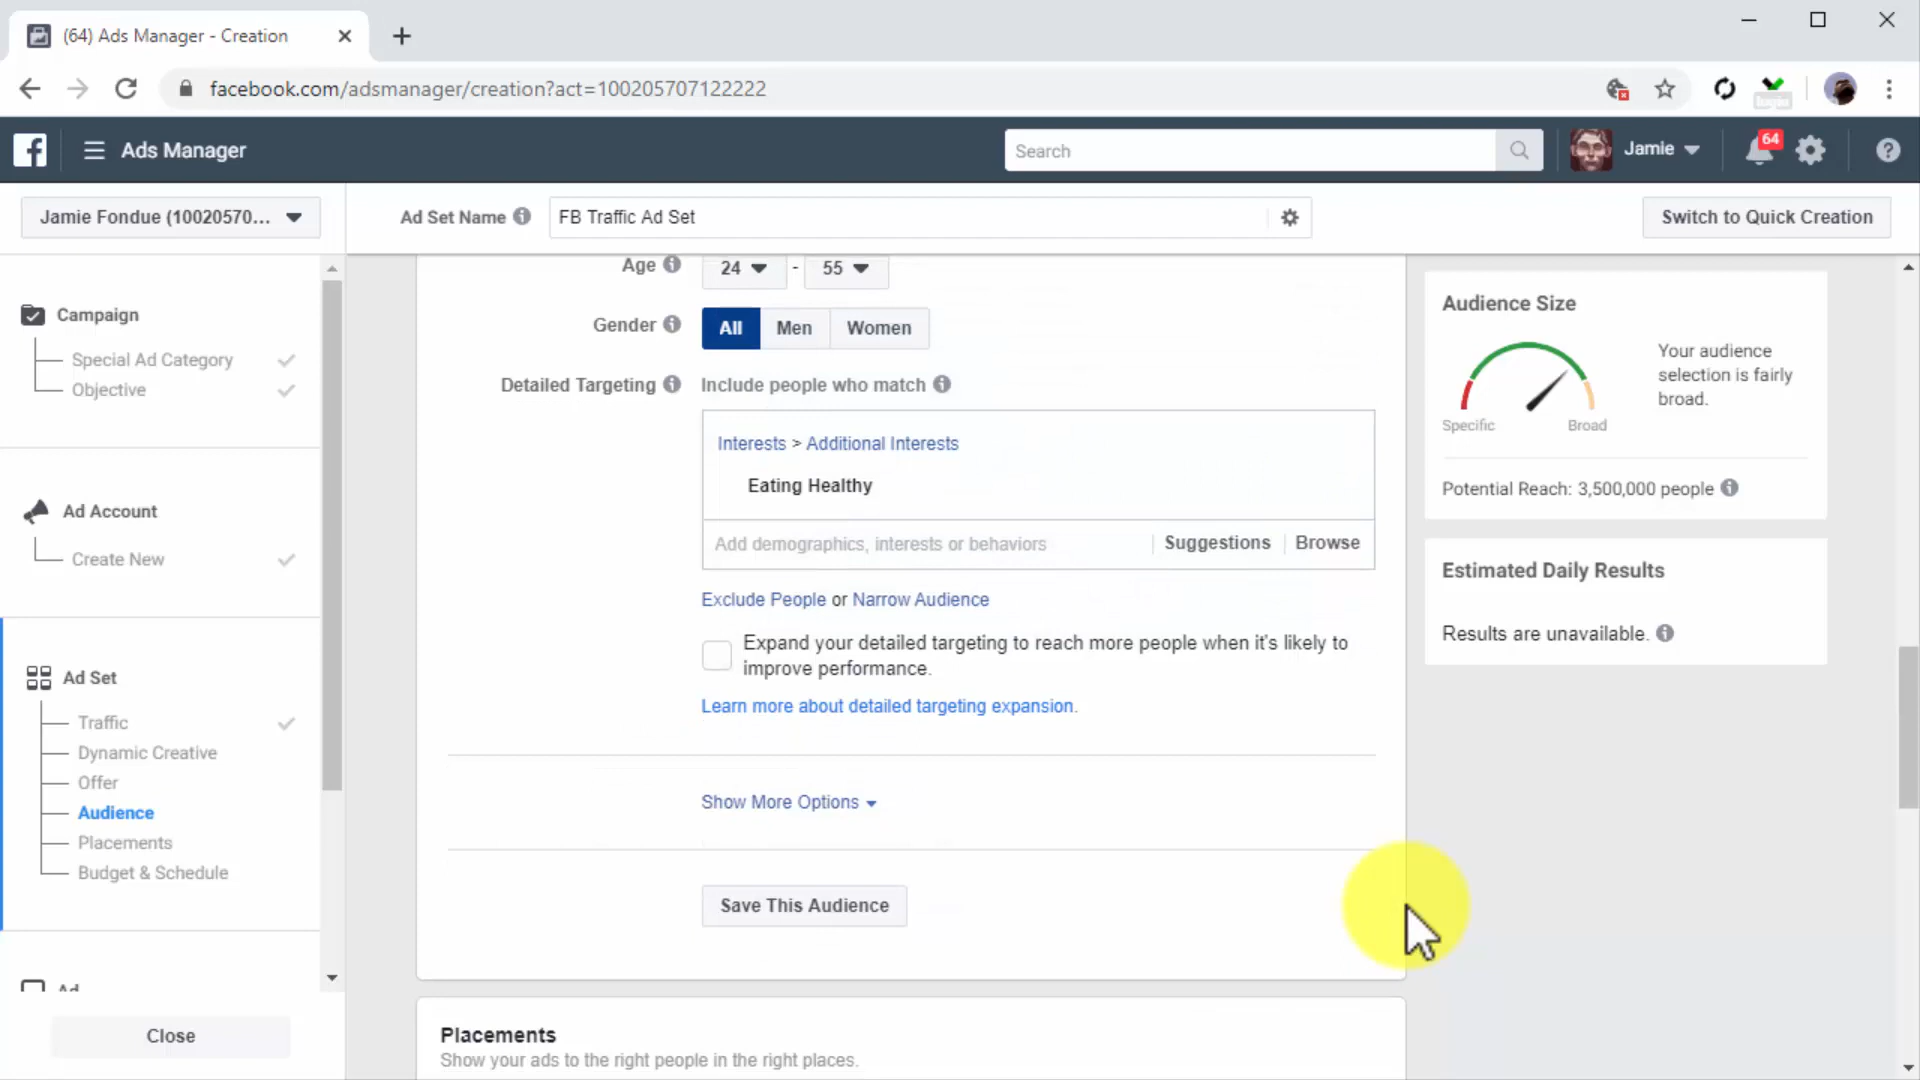 (64) Ads Manager - Creation
facebook.com/adsmanager/creation?act=100205707122222
Ads Manager
Search
Jamie
64
Jamie Fondue (10020570...
Ad Set Name
FB Traffic Ad Set
Switch to Quick Creation
Campaign
Special Ad Category
Objective
Ad Account
Create New
Ad Set
Traffic
Dynamic Creative
Offer
Audience
Placements
Budget & Schedule
Ad
Close
Age
24
-
55
Gender
All
Men
Women
Detailed Targeting
Include people who match
Interests > Additional Interests
Eating Healthy
Add demographics, interests or behaviors
Suggestions
Browse
Exclude People or Narrow Audience
Expand your detailed targeting to reach more people when it's likely to
improve performance.
Learn more about detailed targeting expansion.
Show More Options
Save This Audience
Placements
Show your ads to the right people in the right places.
Audience Size
Your audience
selection is fairly
broad.
Specific
Broad
Potential Reach: 3,500,000 people
Estimated Daily Results
Results are unavailable.